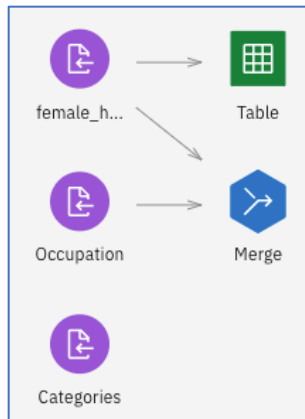 female_h...
Table
Occupation
Merge
Categories